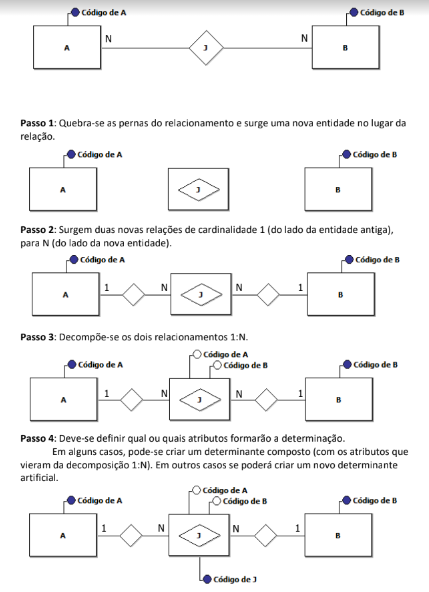 Código de A Código de B
A N J N B
Passo 1: Quebra-se as pernas do relacionamento e surge uma nova entidade no lugar da
relação.
Código de A Código de B
A J B
Passo 2: Surgem duas novas relações de cardinalidade 1 (do lado da entidade antiga),
para N (do lado da nova entidade).
Código de A Código de B
A 1 N J N 1 B
Passo 3: Decompõe-se os dois relacionamentos 1:N.
Código de A
Código de A Código de B Código de B
A 1 N J N 1 B
Passo 4: Deve-se definir qual ou quais atributos formarão a determinação.
Em alguns casos, pode-se criar um determinante composto (com os atributos que
vieram da decomposição 1:N). Em outros casos se poderá criar um novo determinante
artificial.
Código de A
Código de A Código de B Código de B
A 1 N J N 1 B
Código de J